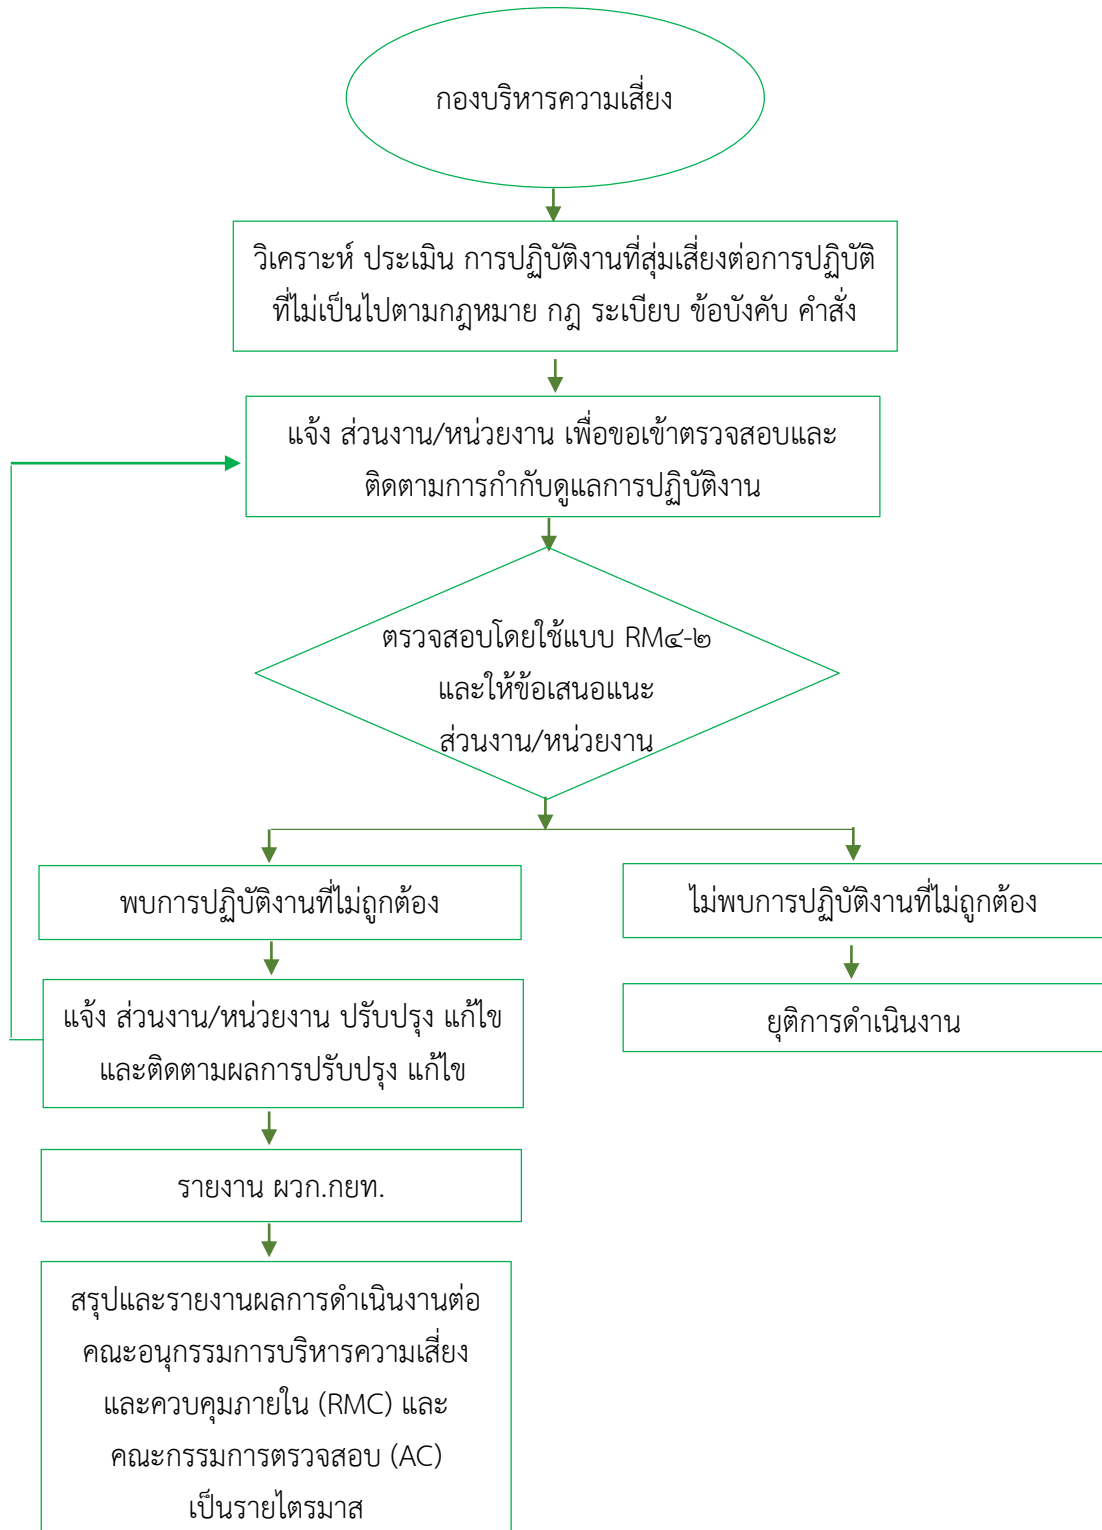 กองบริหารความเสี่ยง
วิเคราะห์ ประเมิน การปฏิบัติงานที่สุ่มเสี่ยงต่อการปฏิบัติ
ที่ไม่เป็นไปตามกฎหมาย กฎ ระเบียบ ข้อบังคับ คำสั่ง
แจ้ง ส่วนงาน/หน่วยงาน เพื่อขอเข้าตรวจสอบและ
ติดตามการกำกับดูแลการปฏิบัติงาน
ตรวจสอบโดยใช้แบบ RM๔-๒
และให้ข้อเสนอแนะ
ส่วนงาน/หน่วยงาน
พบการปฏิบัติงานที่ไม่ถูกต้อง
ไม่พบการปฏิบัติงานที่ไม่ถูกต้อง
แจ้ง ส่วนงาน/หน่วยงาน ปรับปรุง แก้ไข
และติดตามผลการปรับปรุง แก้ไข
ยุติการดำเนินงาน
รายงาน ผวก.กยท.
สรุปและรายงานผลการดำเนินงานต่อ
คณะอนุกรรมการบริหารความเสี่ยง
และควบคุมภายใน (RMC) และ
คณะกรรมการตรวจสอบ (AC)
เป็นรายไตรมาส